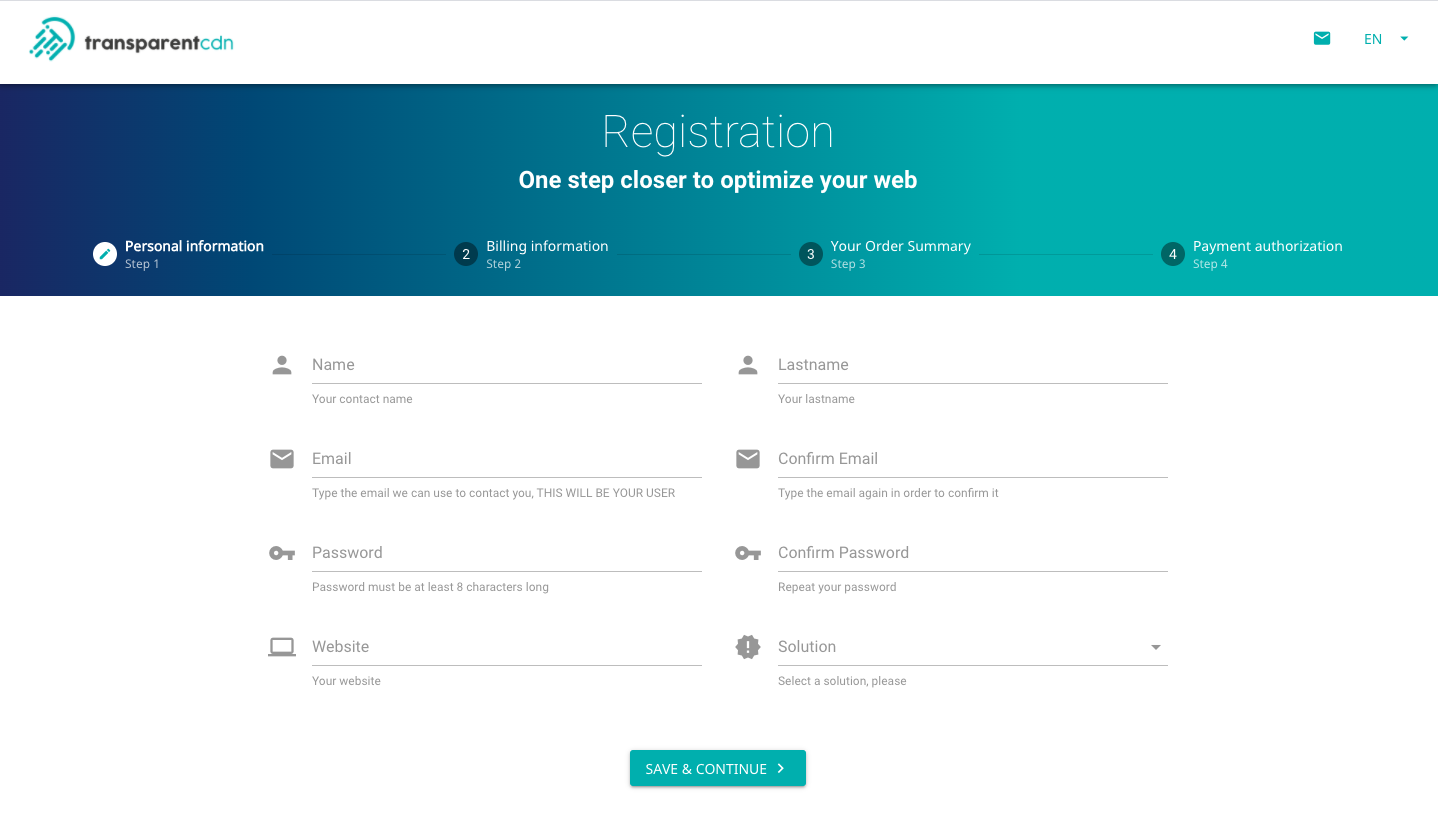 transparentcdn
EN
Registration
One step closer to optimize your web
Personal information
Step 1
2
Billing information
Step 2
3
Your Order Summary
Step 3
4
Payment authorization
Step 4
Name
Lastname
Your contact name
Your lastname
Email
Confirm Email
Type the email we can use to contact you, THIS WILL BE YOUR USER
Type the email again in order to confirm it
Password
Confirm Password
Password must be at least 8 characters long
Repeat your password
Website
Solution
Your website
Select a solution, please
SAVE & CONTINUE